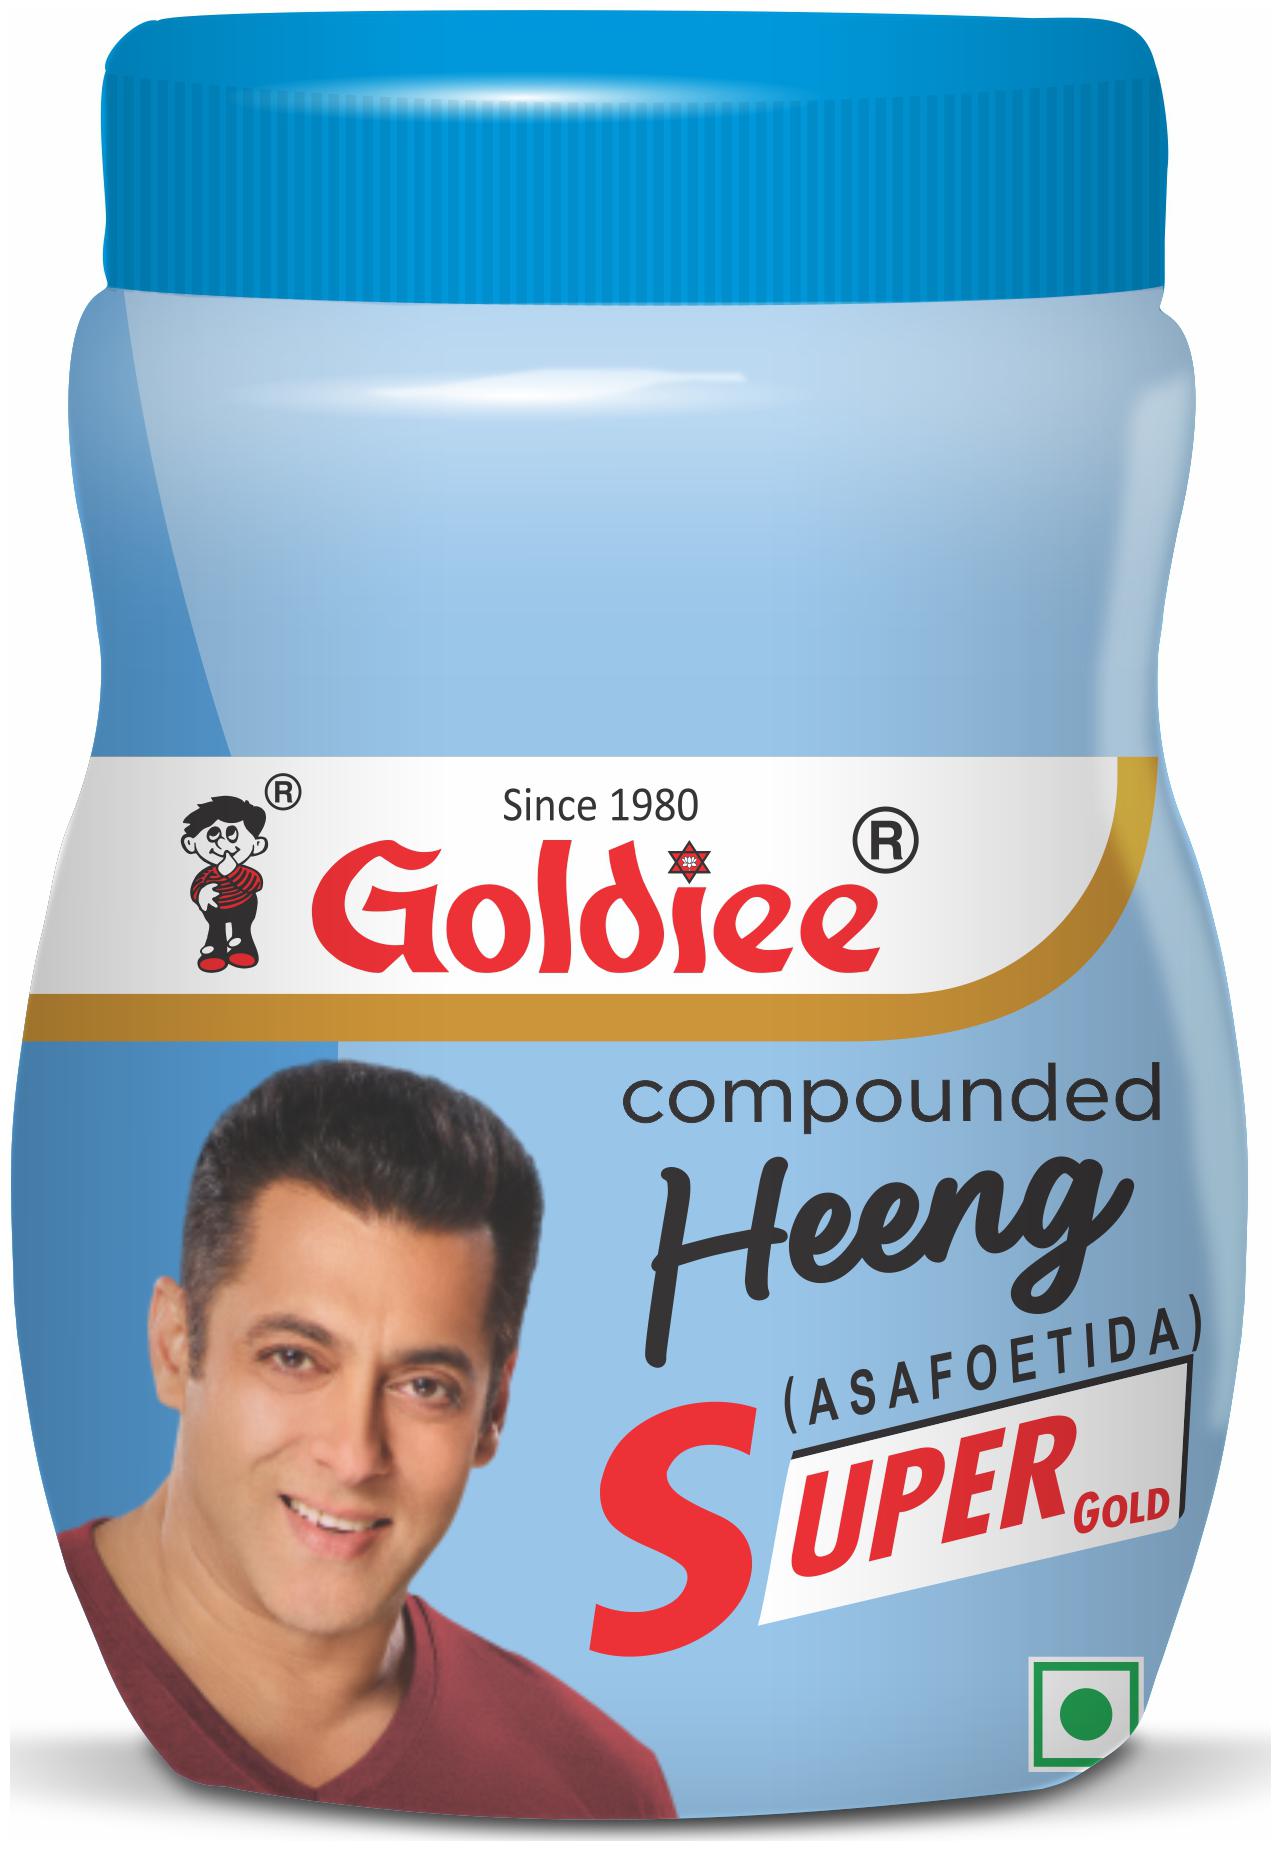 ®
Since 1980
Goldiee®
compounded
Heeng
(ASAFOETIDA)
SUPER GOLD